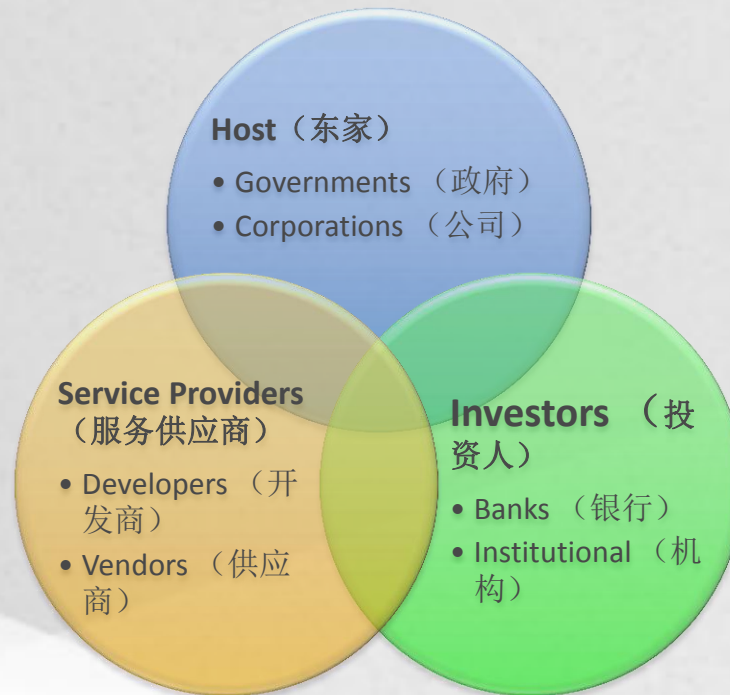 Host（东家）
• Governments （政府）
• Corporations （公司）
Service Providers
（服务供应商）
• Developers （开
发商）
• Vendors （供应
商）
Investors （投
资人）
• Banks （银行）
• Institutional （机
构）